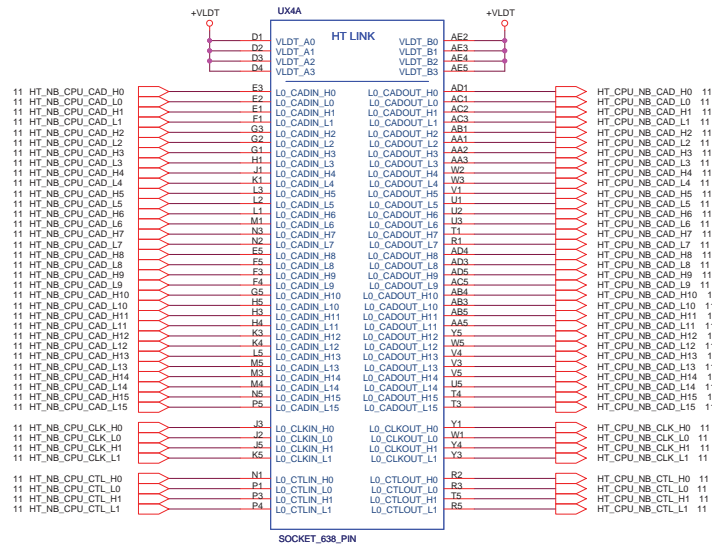 +VLDT UX4A +VLDT
HT LINK
D1 VLDT_A0 VLDT_B0 AE2
D2 VLDT_A1 VLDT_B1 AE3
D3 VLDT_A2 VLDT_B2 AE4
D4 VLDT_A3 VLDT_B3 AE5
11 HT_NB_CPU_CAD_H0 E3 L0_CADIN_H0 L0_CADOUT_H0 AD1 HT_CPU_NB_CAD_H0 11
11 HT_NB_CPU_CAD_L0 E2 L0_CADIN_L0 L0_CADOUT_L0 AC1 HT_CPU_NB_CAD_L0 11
11 HT_NB_CPU_CAD_H1 E1 L0_CADIN_H1 L0_CADOUT_H1 AC2 HT_CPU_NB_CAD_H1 11
11 HT_NB_CPU_CAD_L1 F1 L0_CADIN_L1 L0_CADOUT_L1 AC3 HT_CPU_NB_CAD_L1 11
11 HT_NB_CPU_CAD_H2 G3 L0_CADIN_H2 L0_CADOUT_H2 AB1 HT_CPU_NB_CAD_H2 11
11 HT_NB_CPU_CAD_L2 G2 L0_CADIN_L2 L0_CADOUT_L2 AA1 HT_CPU_NB_CAD_L2 11
11 HT_NB_CPU_CAD_H3 G1 L0_CADIN_H3 L0_CADOUT_H3 AA2 HT_CPU_NB_CAD_H3 11
11 HT_NB_CPU_CAD_L3 H1 L0_CADIN_L3 L0_CADOUT_L3 AA3 HT_CPU_NB_CAD_L3 11
11 HT_NB_CPU_CAD_H4 J1 L0_CADIN_H4 L0_CADOUT_H4 W2 HT_CPU_NB_CAD_H4 11
11 HT_NB_CPU_CAD_L4 K1 L0_CADIN_L4 L0_CADOUT_L4 W3 HT_CPU_NB_CAD_L4 11
11 HT_NB_CPU_CAD_H5 L3 L0_CADIN_H5 L0_CADOUT_H5 V1 HT_CPU_NB_CAD_H5 11
11 HT_NB_CPU_CAD_L5 L2 L0_CADIN_L5 L0_CADOUT_L5 U1 HT_CPU_NB_CAD_L5 11
11 HT_NB_CPU_CAD_H6 L1 L0_CADIN_H6 L0_CADOUT_H6 U2 HT_CPU_NB_CAD_H6 11
11 HT_NB_CPU_CAD_L6 M1 L0_CADIN_L6 L0_CADOUT_L6 U3 HT_CPU_NB_CAD_L6 11
11 HT_NB_CPU_CAD_H7 N3 L0_CADIN_H7 L0_CADOUT_H7 T1 HT_CPU_NB_CAD_H7 11
11 HT_NB_CPU_CAD_L7 N2 L0_CADIN_L7 L0_CADOUT_L7 R1 HT_CPU_NB_CAD_L7 11
11 HT_NB_CPU_CAD_H8 E5 L0_CADIN_H8 L0_CADOUT_H8 AD4 HT_CPU_NB_CAD_H8 11
11 HT_NB_CPU_CAD_L8 F5 L0_CADIN_L8 L0_CADOUT_L8 AD3 HT_CPU_NB_CAD_L8 11
11 HT_NB_CPU_CAD_H9 F3 L0_CADIN_H9 L0_CADOUT_H9 AD5 HT_CPU_NB_CAD_H9 11
11 HT_NB_CPU_CAD_L9 F4 L0_CADIN_L9 L0_CADOUT_L9 AC5 HT_CPU_NB_CAD_L9 11
11 HT_NB_CPU_CAD_H10 G5 L0_CADIN_H10 L0_CADOUT_H10 AB4 HT_CPU_NB_CAD_H10 1
11 HT_NB_CPU_CAD_L10 H5 L0_CADIN_L10 L0_CADOUT_L10 AB3 HT_CPU_NB_CAD_L10 11
11 HT_NB_CPU_CAD_H11 H3 L0_CADIN_H11 L0_CADOUT_H11 AB5 HT_CPU_NB_CAD_H11 1
11 HT_NB_CPU_CAD_L11 H4 L0_CADIN_L11 L0_CADOUT_L11 AA5 HT_CPU_NB_CAD_L11 11
11 HT_NB_CPU_CAD_H12 K3 L0_CADIN_H12 L0_CADOUT_H12 Y5 HT_CPU_NB_CAD_H12 1
11 HT_NB_CPU_CAD_L12 K4 L0_CADIN_L12 L0_CADOUT_L12 W5 HT_CPU_NB_CAD_L12 11
11 HT_NB_CPU_CAD_H13 L5 L0_CADIN_H13 L0_CADOUT_H13 V4 HT_CPU_NB_CAD_H13 1
11 HT_NB_CPU_CAD_L13 M5 L0_CADIN_L13 L0_CADOUT_L13 V3 HT_CPU_NB_CAD_L13 11
11 HT_NB_CPU_CAD_H14 M3 L0_CADIN_H14 L0_CADOUT_H14 V5 HT_CPU_NB_CAD_H14 1
11 HT_NB_CPU_CAD_L14 M4 L0_CADIN_L14 L0_CADOUT_L14 U5 HT_CPU_NB_CAD_L14 11
11 HT_NB_CPU_CAD_H15 N5 L0_CADIN_H15 L0_CADOUT_H15 T4 HT_CPU_NB_CAD_H15 1
11 HT_NB_CPU_CAD_L15 P5 L0_CADIN_L15 L0_CADOUT_L15 T3 HT_CPU_NB_CAD_L15 11
11 HT_NB_CPU_CLK_H0 J3 L0_CLKIN_H0 L0_CLKOUT_H0 Y1 HT_CPU_NB_CLK_H0 11
11 HT_NB_CPU_CLK_L0 J2 L0_CLKIN_L0 L0_CLKOUT_L0 W1 HT_CPU_NB_CLK_L0 11
11 HT_NB_CPU_CLK_H1 J5 L0_CLKIN_H1 L0_CLKOUT_H1 Y4 HT_CPU_NB_CLK_H1 11
11 HT_NB_CPU_CLK_L1 K5 L0_CLKIN_L1 L0_CLKOUT_L1 Y3 HT_CPU_NB_CLK_L1 11
11 HT_NB_CPU_CTL_H0 N1 L0_CTLIN_H0 L0_CTLOUT_H0 R2 HT_CPU_NB_CTL_H0 11
11 HT_NB_CPU_CTL_L0 P1 L0_CTLIN_L0 L0_CTLOUT_L0 R3 HT_CPU_NB_CTL_L0 11
11 HT_NB_CPU_CTL_H1 P3 L0_CTLIN_H1 L0_CTLOUT_H1 T5 HT_CPU_NB_CTL_H1 11
11 HT_NB_CPU_CTL_L1 P4 L0_CTLIN_L1 L0_CTLOUT_L1 R5 HT_CPU_NB_CTL_L1 11
SOCKET_638_PIN